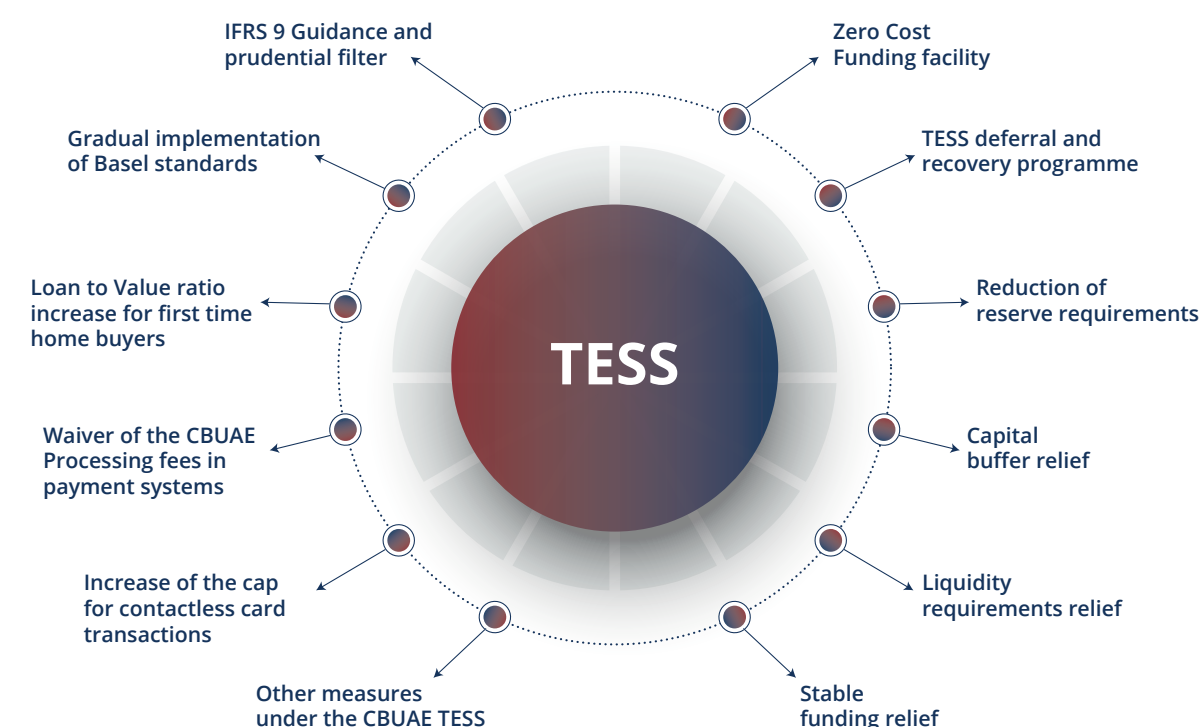 IFRS 9 Guidance and
prudential filter
Zero Cost
Funding facility
Gradual implementation
of Basel standards
TESS deferral and
recovery programme
Loan to Value ratio
increase for first time
home buyers
Reduction of
reserve requirements
TESS
Waiver of the CBUAE
Processing fees in
payment systems
Capital
buffer relief
Increase of the cap
for contactless card
transactions
Liquidity
requirements relief
Other measures
under the CBUAE TESS
Stable
funding relief